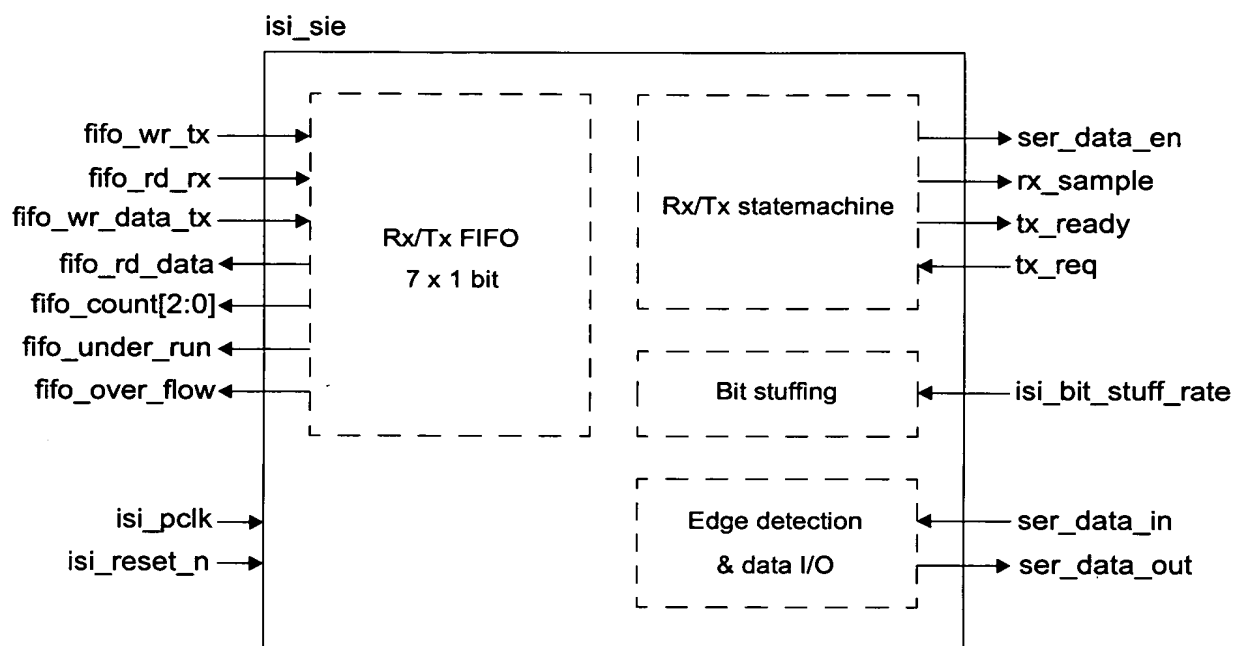 isi_sie
fifo_wr_tx
fifo_rd_rx
fifo_wr_data_tx
fifo_rd_data
fifo_count[2:0]
fifo_under_run
fifo_over_flow
isi_pclk
isi_reset_n
Rx/Tx FIFO
7 x 1 bit
Rx/Tx statemachine
Bit stuffing
Edge detection
& data I/O
ser_data_en
rx_sample
tx_ready
tx_req
isi_bit_stuff_rate
ser_data_in
ser_data_out